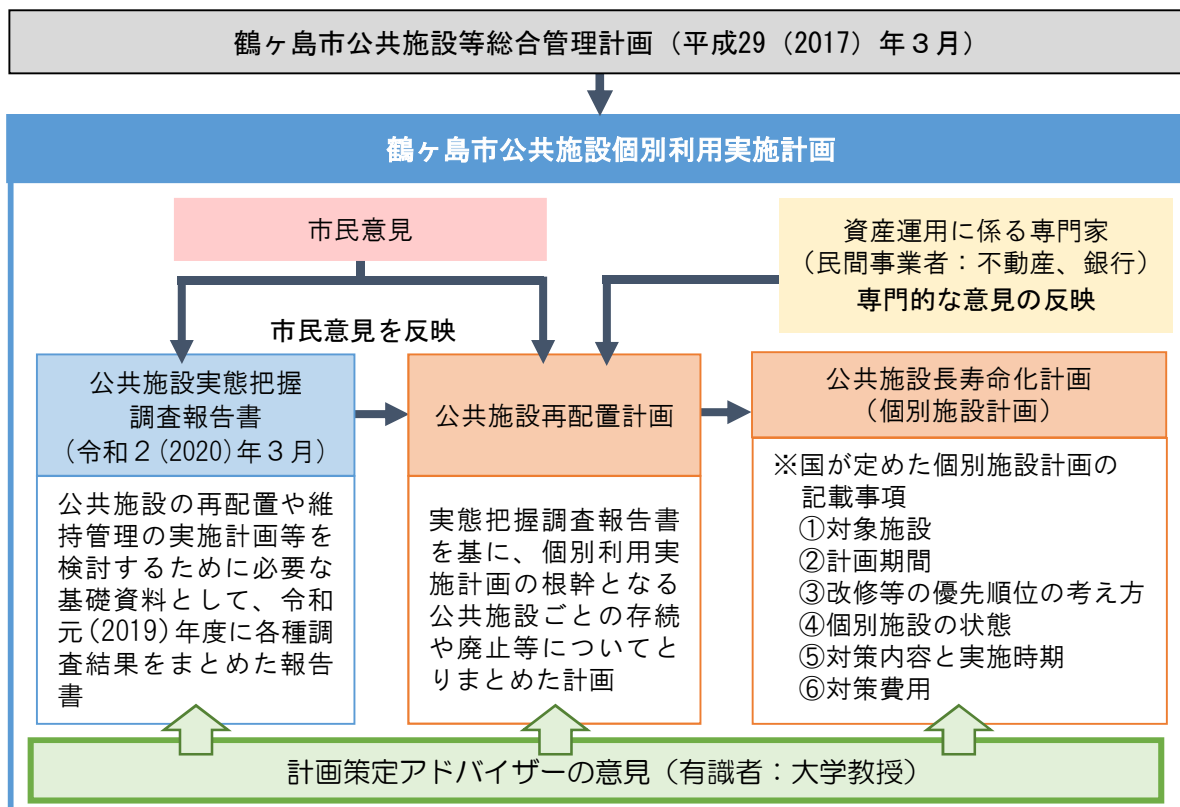 鶴ヶ島市公共施設等総合管理計画（平成29（2017）年３月）
鶴ヶ島市公共施設個別利用実施計画
市民意見
資産運用に係る専門家
（民間事業者：不動産、銀行）
専門的な意見の反映
市民意見を反映
公共施設実態把握
調査報告書
（令和２(2020)年３月）
公共施設の再配置や維
持管理の実施計画等を
検討するために必要な
基礎資料として、令和
元(2019)年度に各種調
査結果をまとめた報告
書
公共施設再配置計画
実態把握調査報告書
を基に、個別利用実
施計画の根幹となる
公共施設ごとの存続
や廃止等についてと
りまとめた計画
公共施設長寿命化計画
（個別施設計画）
※国が定めた個別施設計画の
記載事項
①対象施設
②計画期間
③改修等の優先順位の考え方
④個別施設の状態
⑤対策内容と実施時期
⑥対策費用
計画策定アドバイザーの意見（有識者：大学教授）